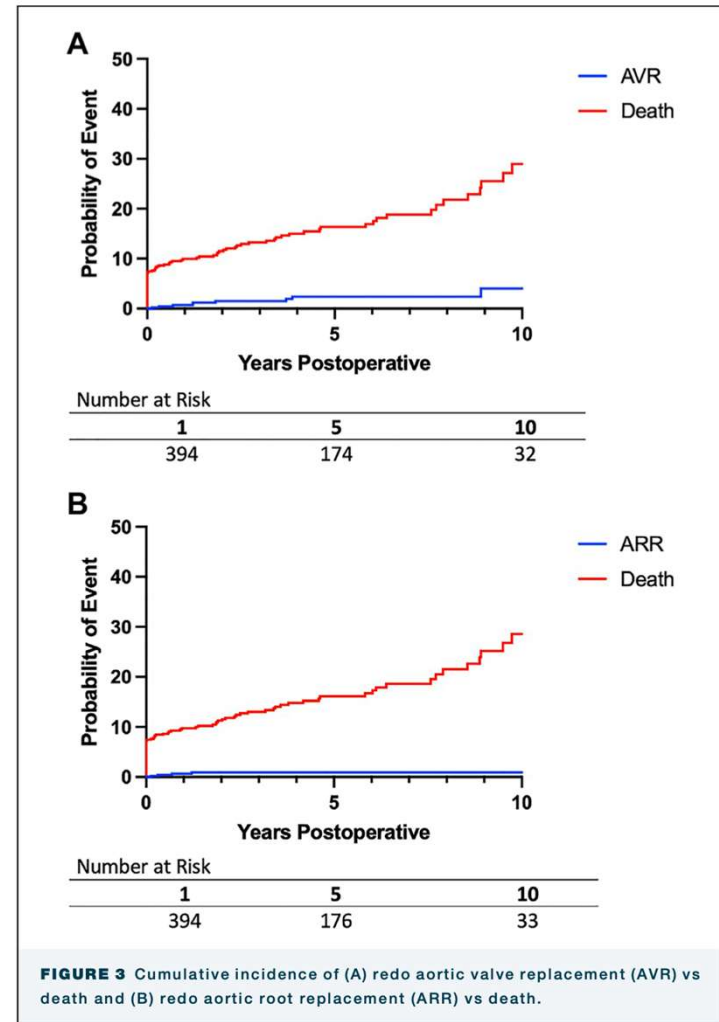 A
50
40
30
20
10
0
Probability of Event
0 5 10
Years Postoperative
AVR
Death
Number at Risk
1 5 10
394 174 32
B
50
40
30
20
10
0
Probability of Event
0 5 10
Years Postoperative
ARR
Death
Number at Risk
1 5 10
394 176 33
FIGURE 3 Cumulative incidence of (A) redo aortic valve replacement (AVR) vs
death and (B) redo aortic root replacement (ARR) vs death.